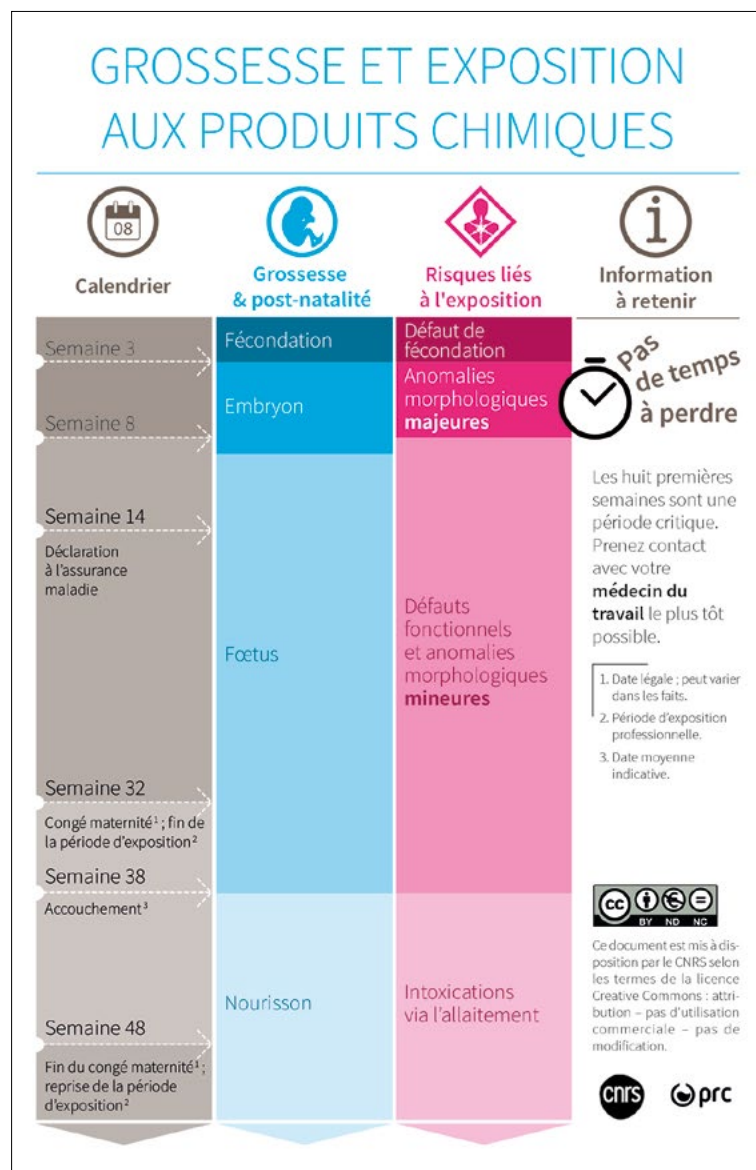 GROSSESSE ET EXPOSITION
AUX PRODUITS CHIMIQUES
08
Calendrier
Grossesse
& post-natalité
Risques liés
à l'exposition
Information
à retenir
Semaine 3
Semaine 8
Semaine 14
Déclaration
à l'assurance
maladie
Semaine 32
Congé maternité¹ ; fin de
la période d'exposition²
Semaine 38
Accouchement³
Semaine 48
Fin du congé maternité¹ ;
reprise de la période
d'exposition²
Fécondation
Embryon
Fœtus
Nourisson
Défaut de
fécondation
Anomalies
morphologiques
majeures
Défauts
fonctionnels
et anomalies
morphologiques
mineures
Intoxications
via l'allaitement
Pas
de temps
à perdre
Les huit premières
semaines sont une
période critique.
Prenez contact
avec votre
médecin du
travail le plus tôt
possible.
1. Date légale ; peut varier
dans les faits.
2. Période d'exposition
professionnelle.
3. Date moyenne
indicative.
cc
BY ND NC
Ce document est mis à dis-
position par le CNRS selon
les termes de la licence
Creative Commons : attri-
bution – pas d'utilisation
commerciale – pas de
modification.
cnrs
prc